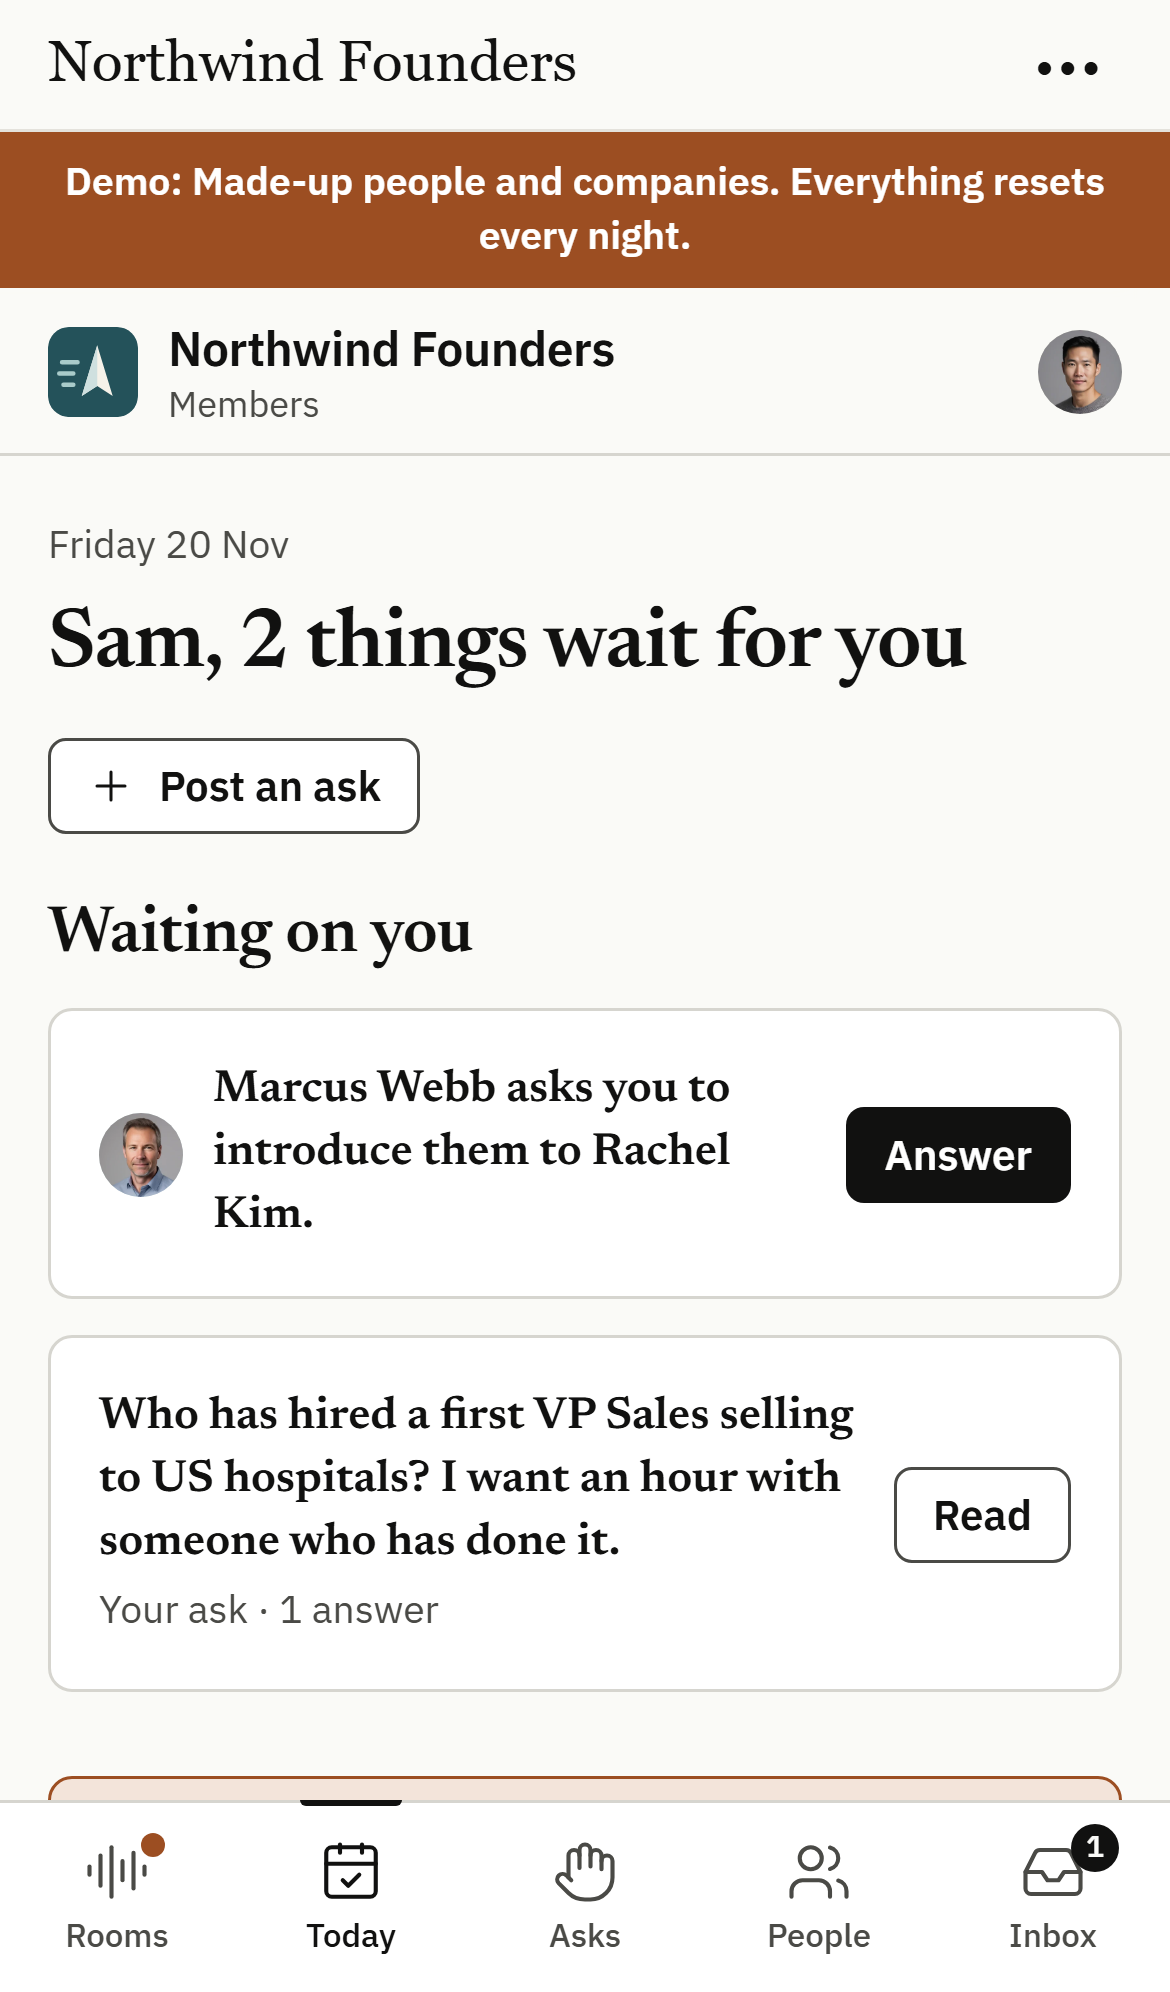 Northwind Founders
Demo: Made-up people and companies. Everything resets
every night.
Northwind Founders
Members
Friday 20 Nov
Sam, 2 things wait for you
Post an ask
Waiting on you
Marcus Webb asks you to
introduce them to Rachel
Kim.
Answer
Who has hired a first VP Sales selling
to US hospitals? I want an hour with
someone who has done it.
Your ask · 1 answer
Read
Rooms
Today
Asks
People
1
Inbox